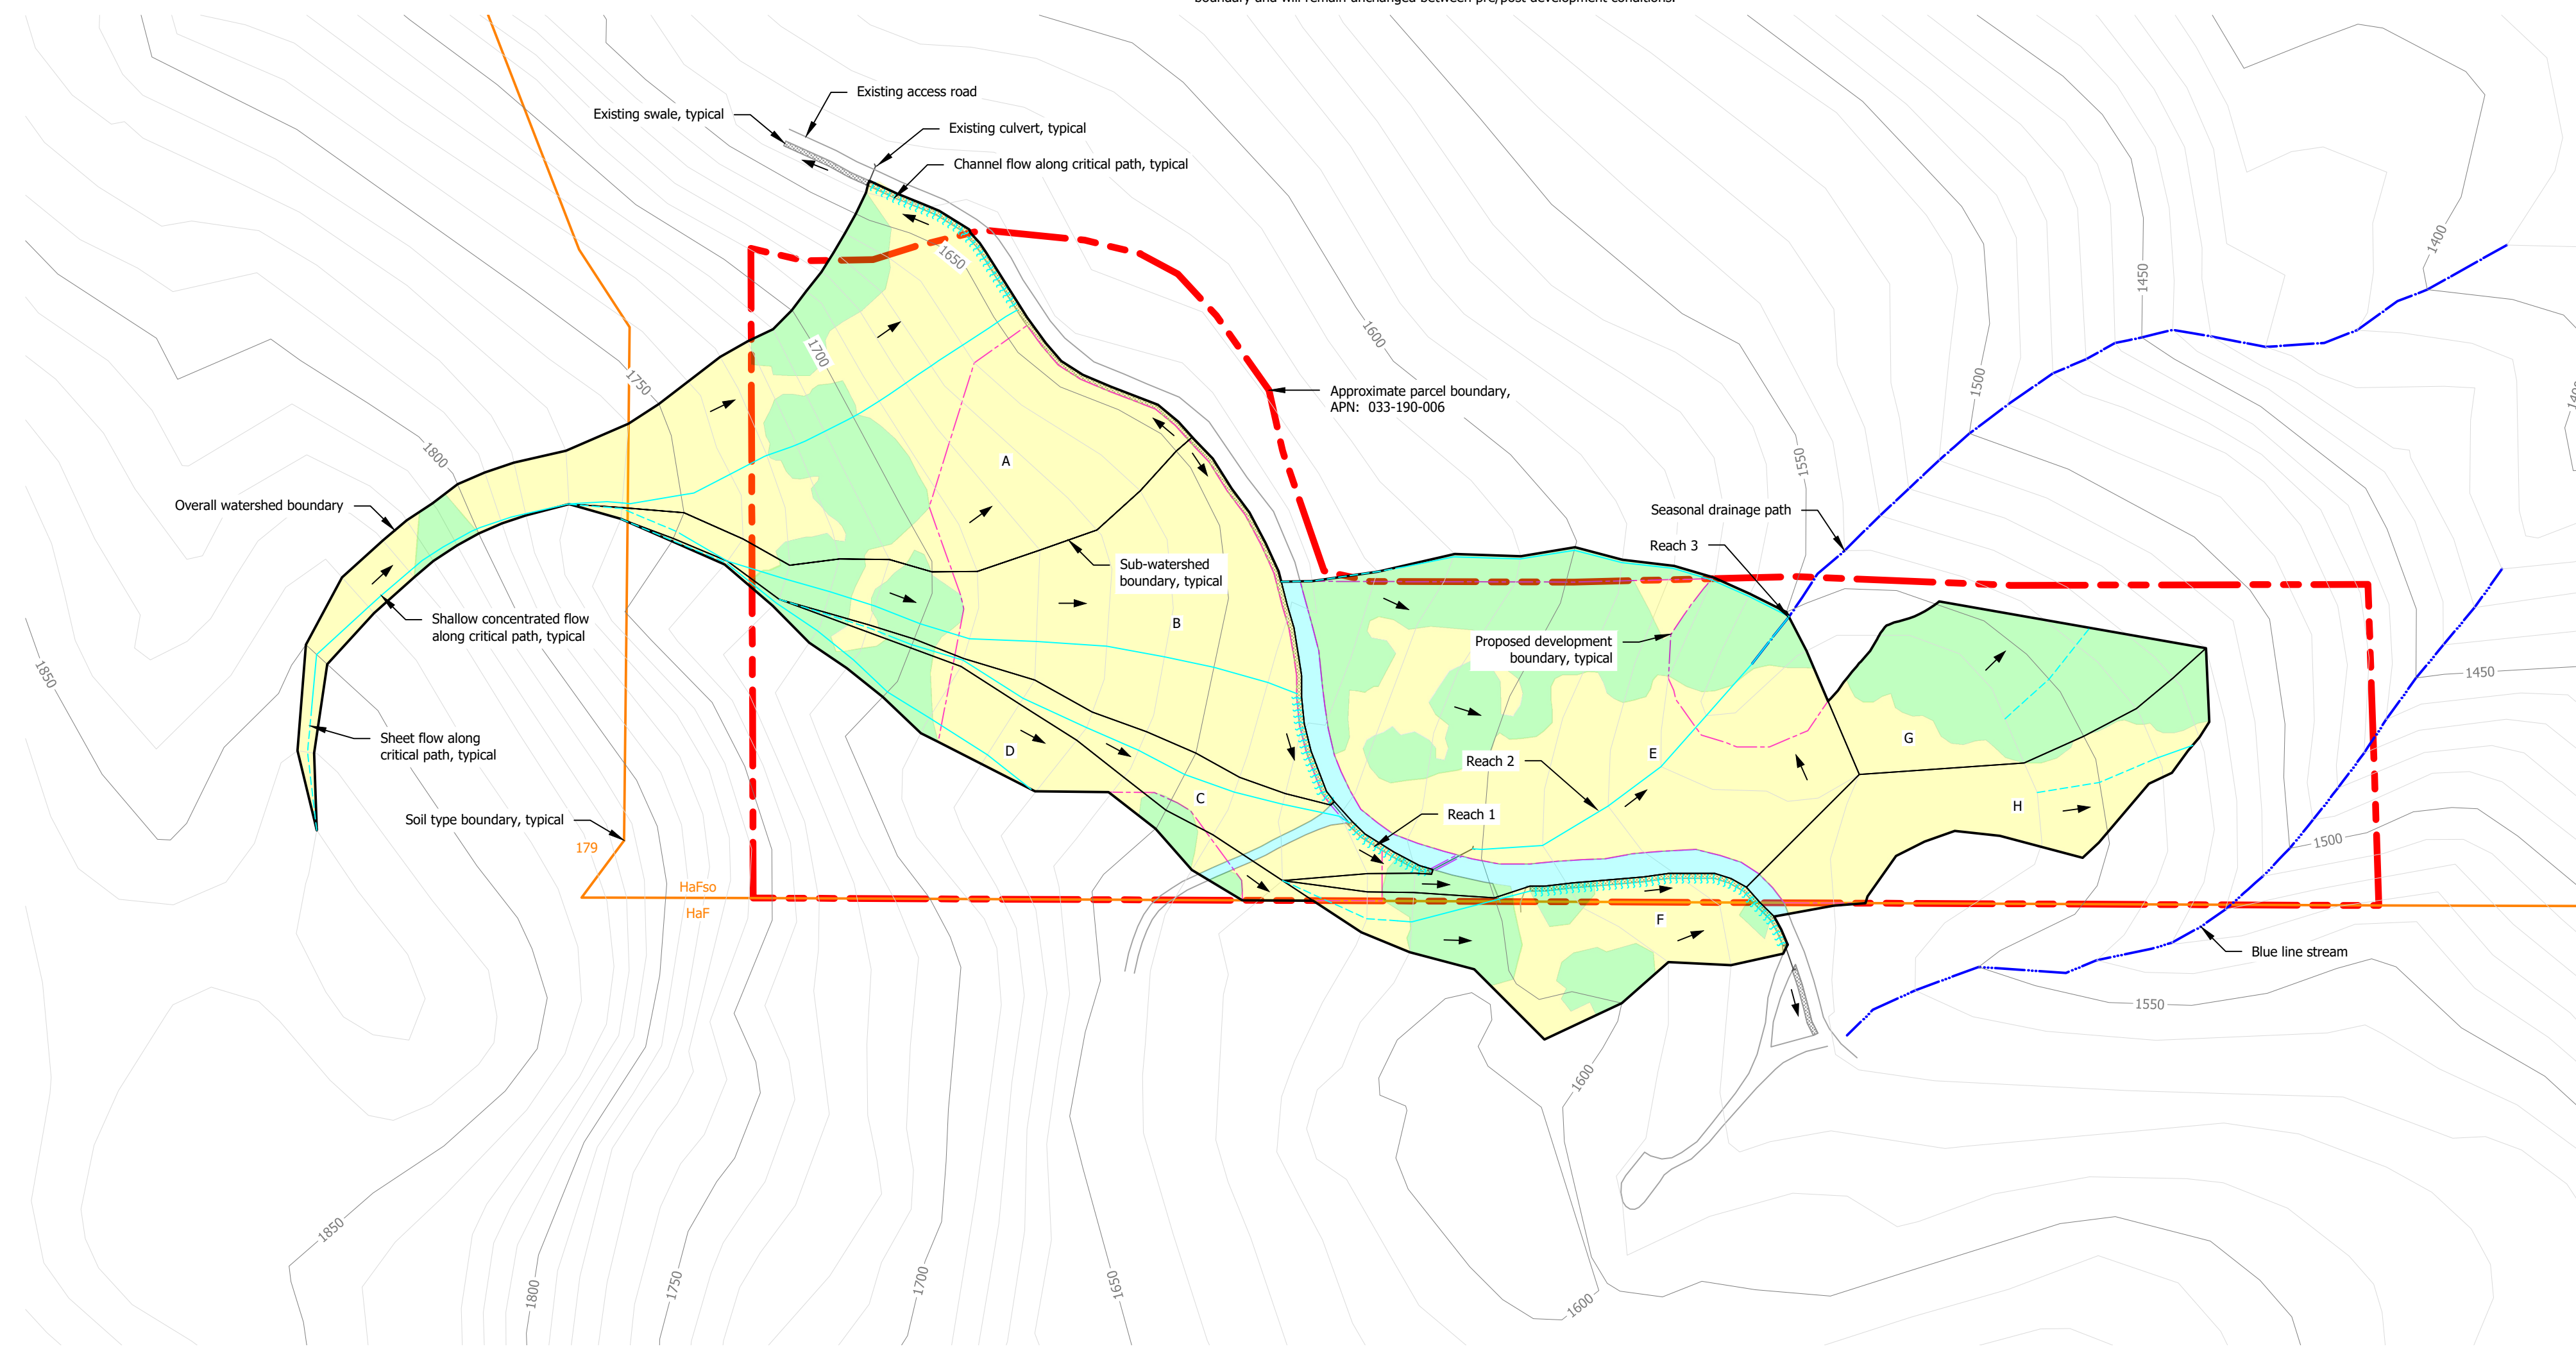 boundary and will remain unchanged between pre/post development conditions.
Existing access road
Existing swale, typical
Existing culvert, typical
Channel flow along critical path, typical
1650
1700
1750
1800
1850
1600
1550
1500
1450
1400
Approximate parcel boundary,
APN: 033-190-006
A
Overall watershed boundary
Seasonal drainage path
Reach 3
Sub-watershed
boundary, typical
Shallow concentrated flow
along critical path, typical
B
Proposed development
boundary, typical
1450
Sheet flow along
critical path, typical
D
C
E
G
Reach 2
H
Reach 1
Soil type boundary, typical
179
HaFso
HaF
F
1500
Blue line stream
1550
1600
1850
1800
1750
1700
1650
1600